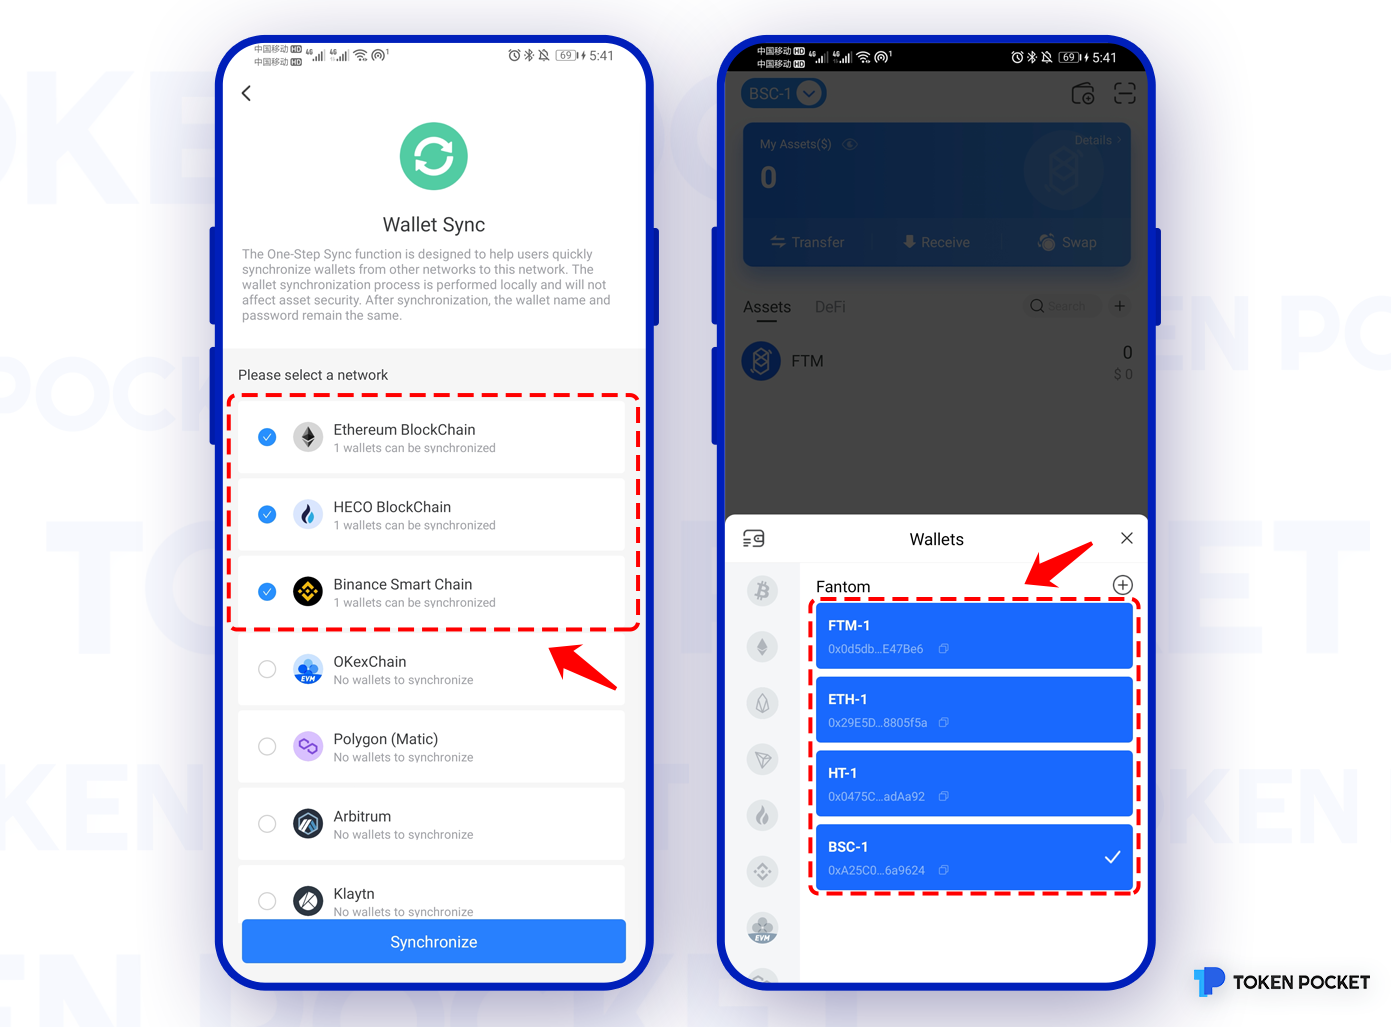 中国移动 HD 4G 4G 1
中国移动 HD
69 5:41
Wallet Sync
The One-Step Sync function is designed to help users quickly
synchronize wallets from other networks to this network. The
wallet synchronization process is performed locally and will not
affect asset security. After synchronization, the wallet name and
password remain the same.
Please select a network
Ethereum BlockChain
1 wallets can be synchronized
HECO BlockChain
1 wallets can be synchronized
Binance Smart Chain
1 wallets can be synchronized
EVM
OKexChain
No wallets to synchronize
Polygon (Matic)
No wallets to synchronize
Arbitrum
No wallets to synchronize
Klaytn
No wallets to synchronize
Synchronize
中国移动 HD 4G 4G 1
中国移动 HD
69 5:41
BSC-1
My Assets($)
Details >
0
Transfer
Receive
Swap
Assets
DeFi
Search
FTM
0
$ 0
Wallets
Fantom
FTM-1
0x0d5db...E47Be6
ETH-1
0x29E5D...8805f5a
HT-1
0x0475C...adAa92
BSC-1
0xA25C0...6a9624
EVM
TOKEN POCKET